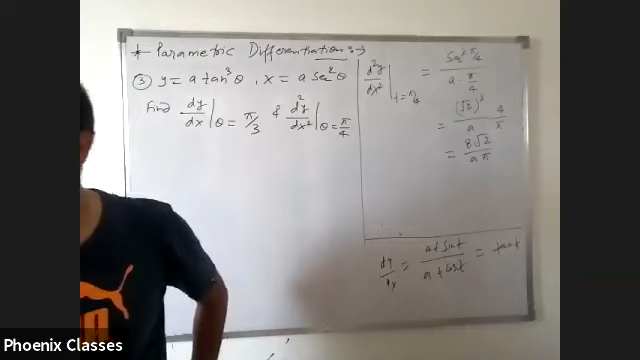 * Parametric Differentiation :→
③ y = a tan³θ , x = a sec²θ
Find dy/dx |θ = π/3 & d²y/dx² |θ = π/4
d²y/dx² |t = π/4 = sec³ π/4 / a · π/4
= (√2)³ / a 4/π
= 8√2 / aπ
dy/dx = at sint / at cost = tant
Phoenix Classes